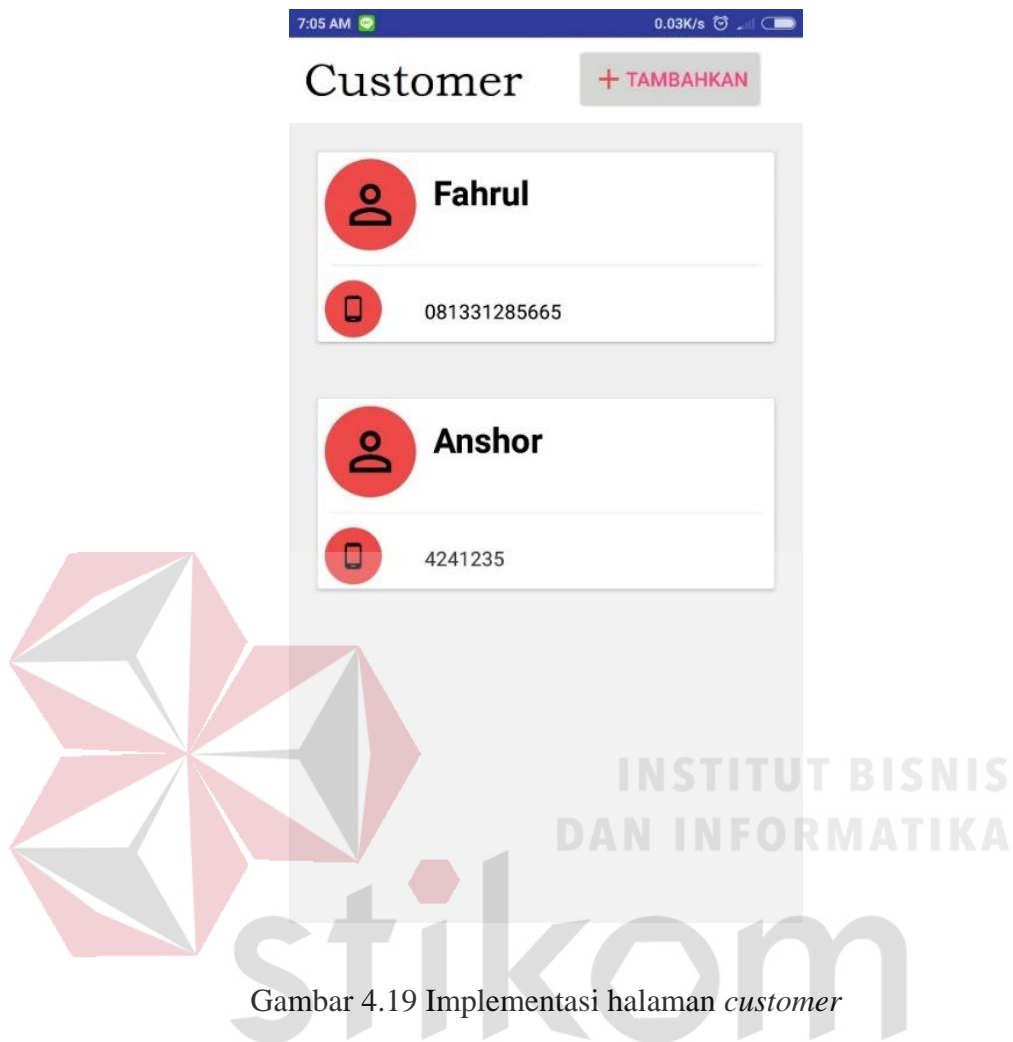 7:05 AM 0.03K/s
Customer + TAMBAHKAN
Fahrul
081331285665
Anshor
4241235
INSTITUT BISNIS
DAN INFORMATIKA
stikom
Gambar 4.19 Implementasi halaman customer